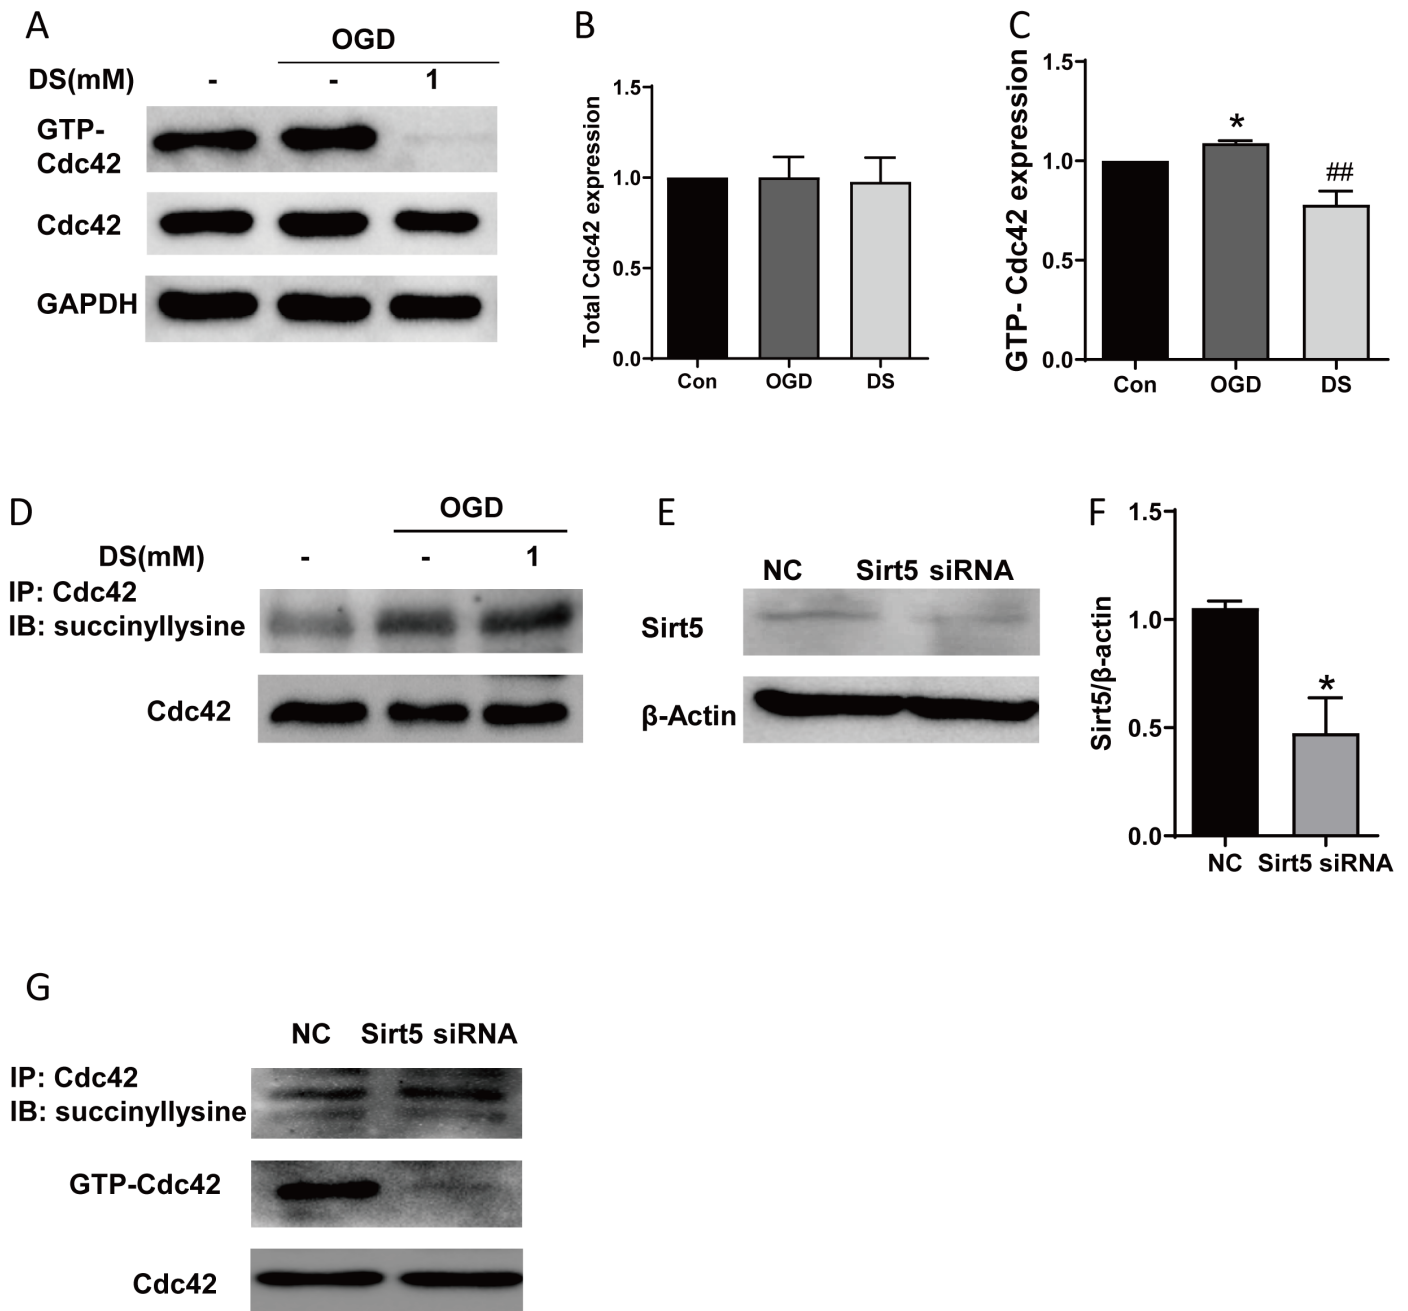 A
OGD
DS(mM) - - 1
GTP-
Cdc42
Cdc42
GAPDH
B
Total Cdc42 expression
1.5
1.0
0.5
0.0
Con OGD DS
C
GTP- Cdc42 expression
1.5
1.0
0.5
0.0
*
##
Con OGD DS
D
OGD
DS(mM) - - 1
IP: Cdc42
IB: succinyllysine
Cdc42
E
NC Sirt5 siRNA
Sirt5
β-Actin
F
Sirt5/β-actin
1.5
1.0
0.5
0.0
*
NC Sirt5 siRNA
G
NC Sirt5 siRNA
IP: Cdc42
IB: succinyllysine
GTP-Cdc42
Cdc42